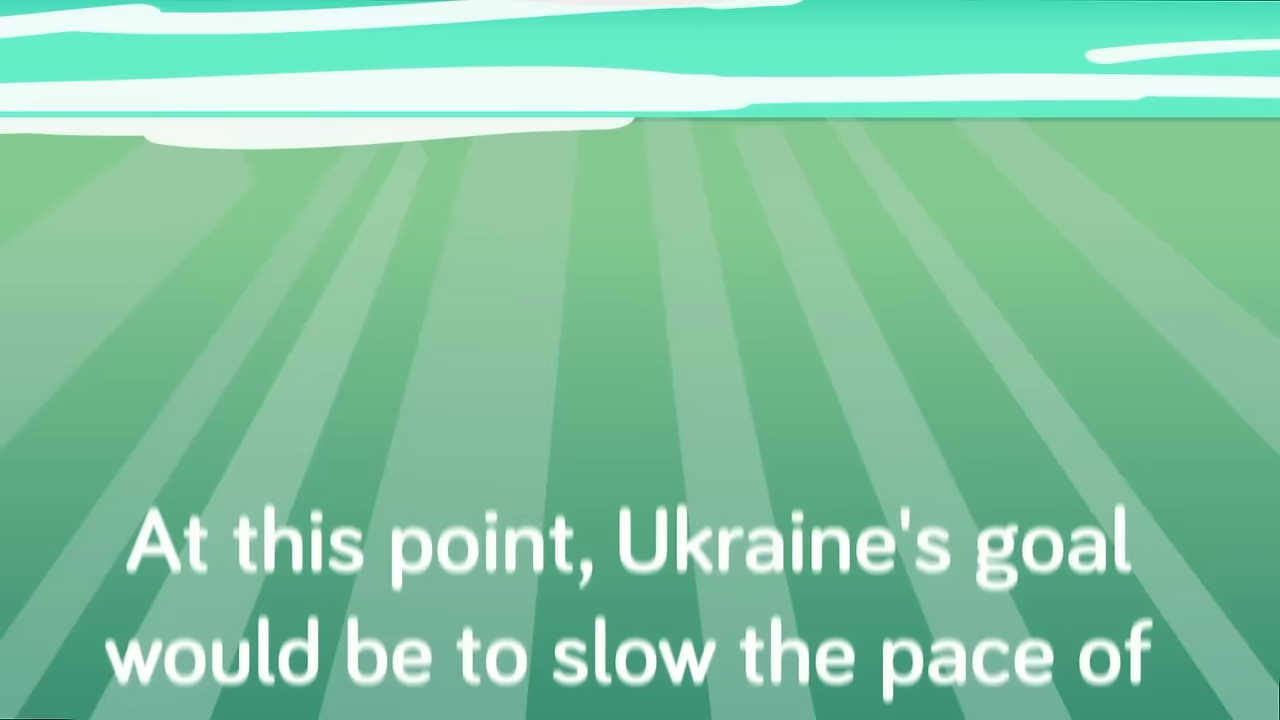 At this point, Ukraine's goal
would be to slow the pace of